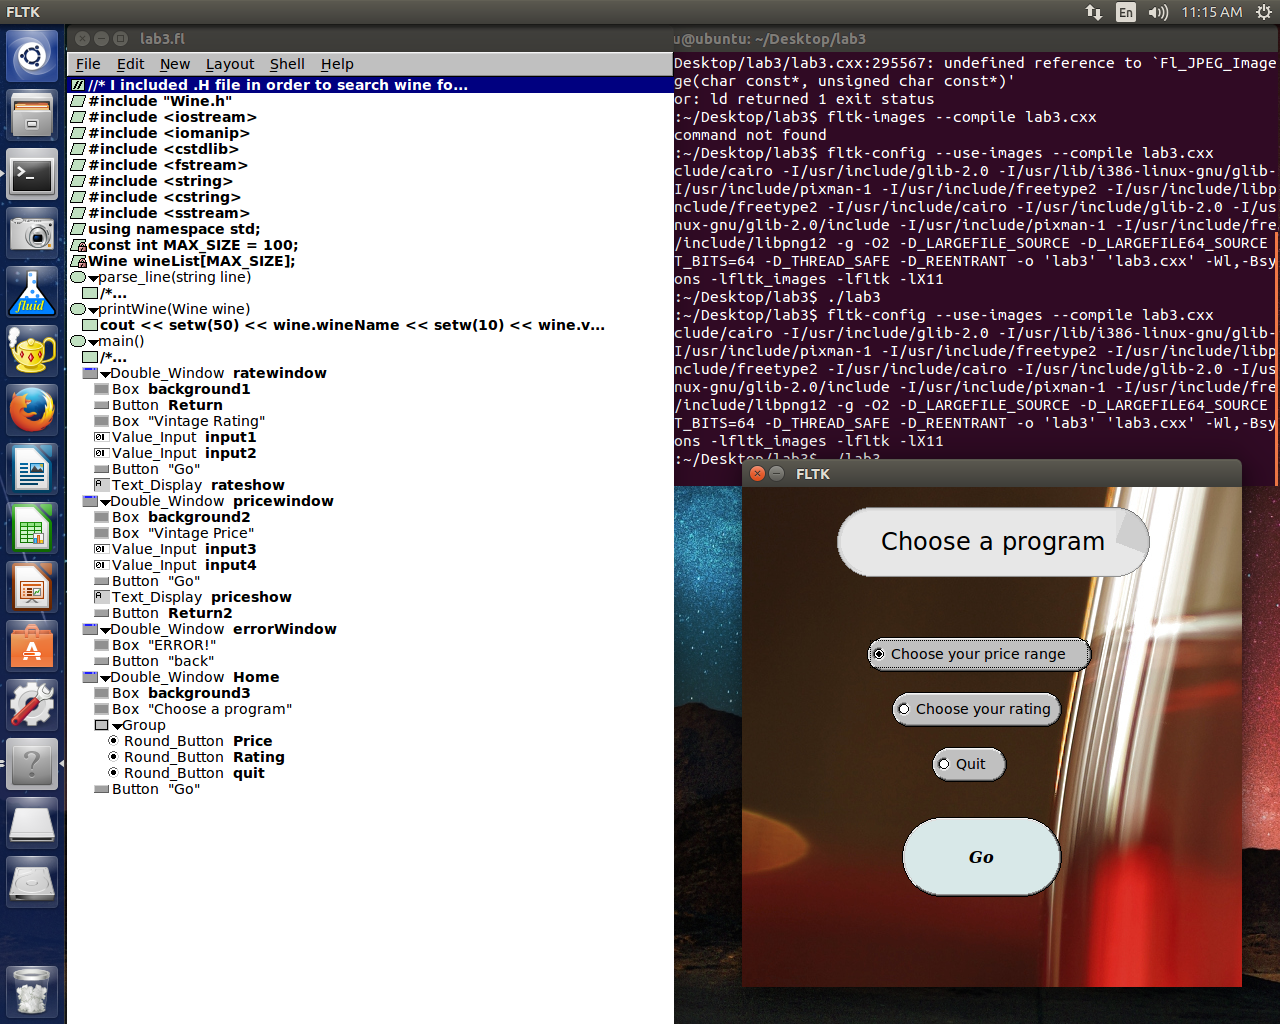 FLTK
En
11:15 AM
lab3.fl
File Edit New Layout Shell Help
//* I included .H file in order to search wine fo...
#include "Wine.h"
#include <iostream>
#include <iomanip>
#include <cstdlib>
#include <fstream>
#include <string>
#include <cstring>
#include <sstream>
using namespace std;
const int MAX_SIZE = 100;
Wine wineList[MAX_SIZE];
parse_line(string line)
/*...
printWine(Wine wine)
cout << setw(50) << wine.wineName << setw(10) << wine.v...
main()
/*...
Double_Window ratewindow
Box background1
Button Return
Box "Vintage Rating"
Value_Input input1
Value_Input input2
Button "Go"
Text_Display rateshow
Double_Window pricewindow
Box background2
Box "Vintage Price"
Value_Input input3
Value_Input input4
Button "Go"
Text_Display priceshow
Button Return2
Double_Window errorWindow
Box "ERROR!"
Button "back"
Double_Window Home
Box background3
Box "Choose a program"
Group
Round_Button Price
Round_Button Rating
Round_Button quit
Button "Go"
fluid
u@ubuntu: ~/Desktop/lab3
Desktop/lab3/lab3.cxx:295567: undefined reference to `Fl_JPEG_Image
ge(char const*, unsigned char const*)'
or: ld returned 1 exit status
:~/Desktop/lab3$ fltk-images --compile lab3.cxx
command not found
:~/Desktop/lab3$ fltk-config --use-images --compile lab3.cxx
clude/cairo -I/usr/include/glib-2.0 -I/usr/lib/i386-linux-gnu/glib-
I/usr/include/pixman-1 -I/usr/include/freetype2 -I/usr/include/libp
nclude/freetype2 -I/usr/include/cairo -I/usr/include/glib-2.0 -I/us
nux-gnu/glib-2.0/include -I/usr/include/pixman-1 -I/usr/include/fre
/include/libpng12 -g -O2 -D_LARGEFILE_SOURCE -D_LARGEFILE64_SOURCE
T_BITS=64 -D_THREAD_SAFE -D_REENTRANT -o 'lab3' 'lab3.cxx' -Wl,-Bsy
ons -lfltk_images -lfltk -lX11
:~/Desktop/lab3$ ./lab3
:~/Desktop/lab3$ fltk-config --use-images --compile lab3.cxx
clude/cairo -I/usr/include/glib-2.0 -I/usr/lib/i386-linux-gnu/glib-
I/usr/include/pixman-1 -I/usr/include/freetype2 -I/usr/include/libp
nclude/freetype2 -I/usr/include/cairo -I/usr/include/glib-2.0 -I/us
nux-gnu/glib-2.0/include -I/usr/include/pixman-1 -I/usr/include/fre
/include/libpng12 -g -O2 -D_LARGEFILE_SOURCE -D_LARGEFILE64_SOURCE
T_BITS=64 -D_THREAD_SAFE -D_REENTRANT -o 'lab3' 'lab3.cxx' -Wl,-Bsy
ons -lfltk_images -lfltk -lX11
:~/Desktop/lab3$ ./lab3
FLTK
Choose a program
Choose your price range
Choose your rating
Quit
Go